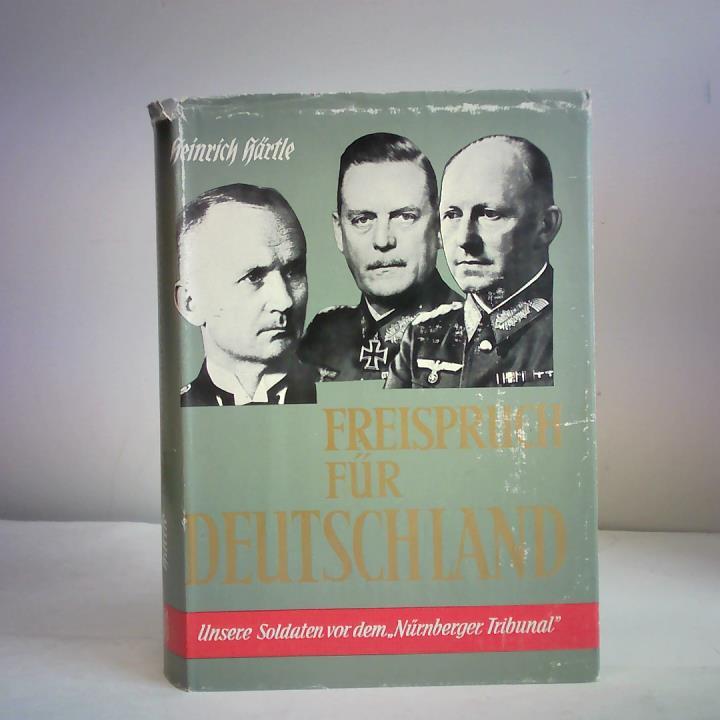 Heinrich Härtle
FREISPRUCH
FÜR
DEUTSCHLAND
Unsere Soldaten vor dem „Nürnberger Tribunal"